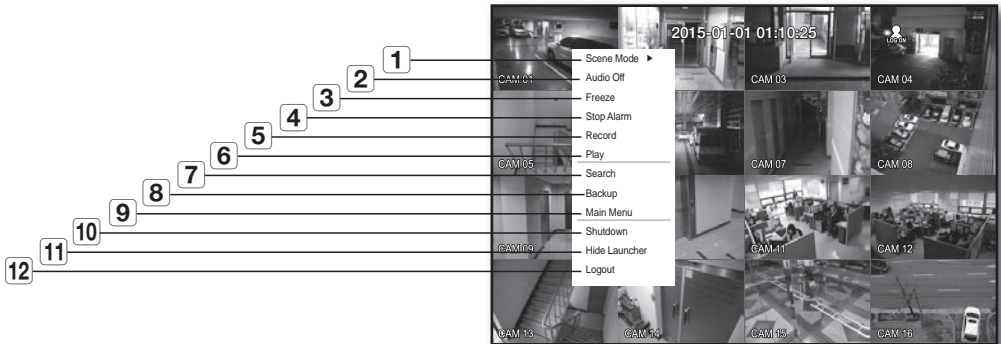 2015-01-01 01:10:25
LOG ON
1 Scene Mode ▶
2 Audio Off
3 Freeze
4 Stop Alarm
5 Record
6 Play
7 Search
8 Backup
9 Main Menu
10 Shutdown
11 Hide Launcher
12 Logout
CAM 01
CAM 03
CAM 04
CAM 05
CAM 07
CAM 08
CAM 09
CAM 11
CAM 12
CAM 13
CAM 14
CAM 15
CAM 16